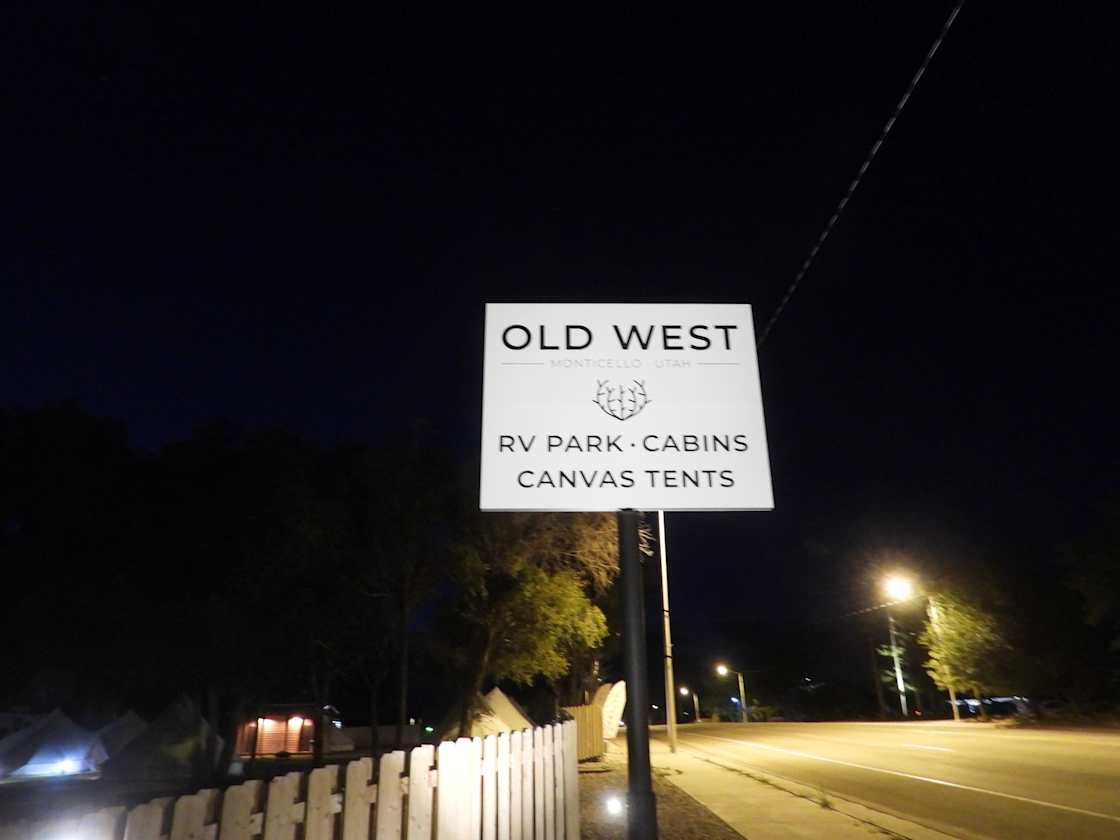 OLD WEST
MONTICELLO · UTAH
RV PARK · CABINS
CANVAS TENTS